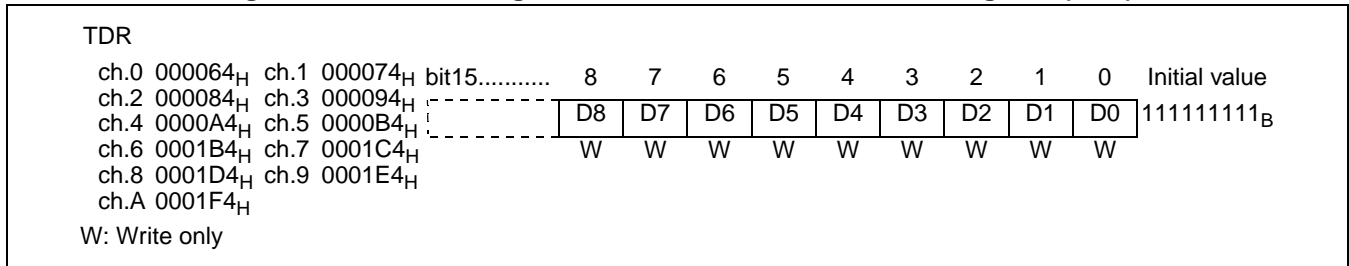 TDR
ch.0 000064H ch.1 000074H bit15........... 8 7 6 5 4 3 2 1 0 Initial value
ch.2 000084H ch.3 000094H
ch.4 0000A4H ch.5 0000B4H D8 D7 D6 D5 D4 D3 D2 D1 D0 111111111B
ch.6 0001B4H ch.7 0001C4H W W W W W W W W W
ch.8 0001D4H ch.9 0001E4H
ch.A 0001F4H
W: Write only